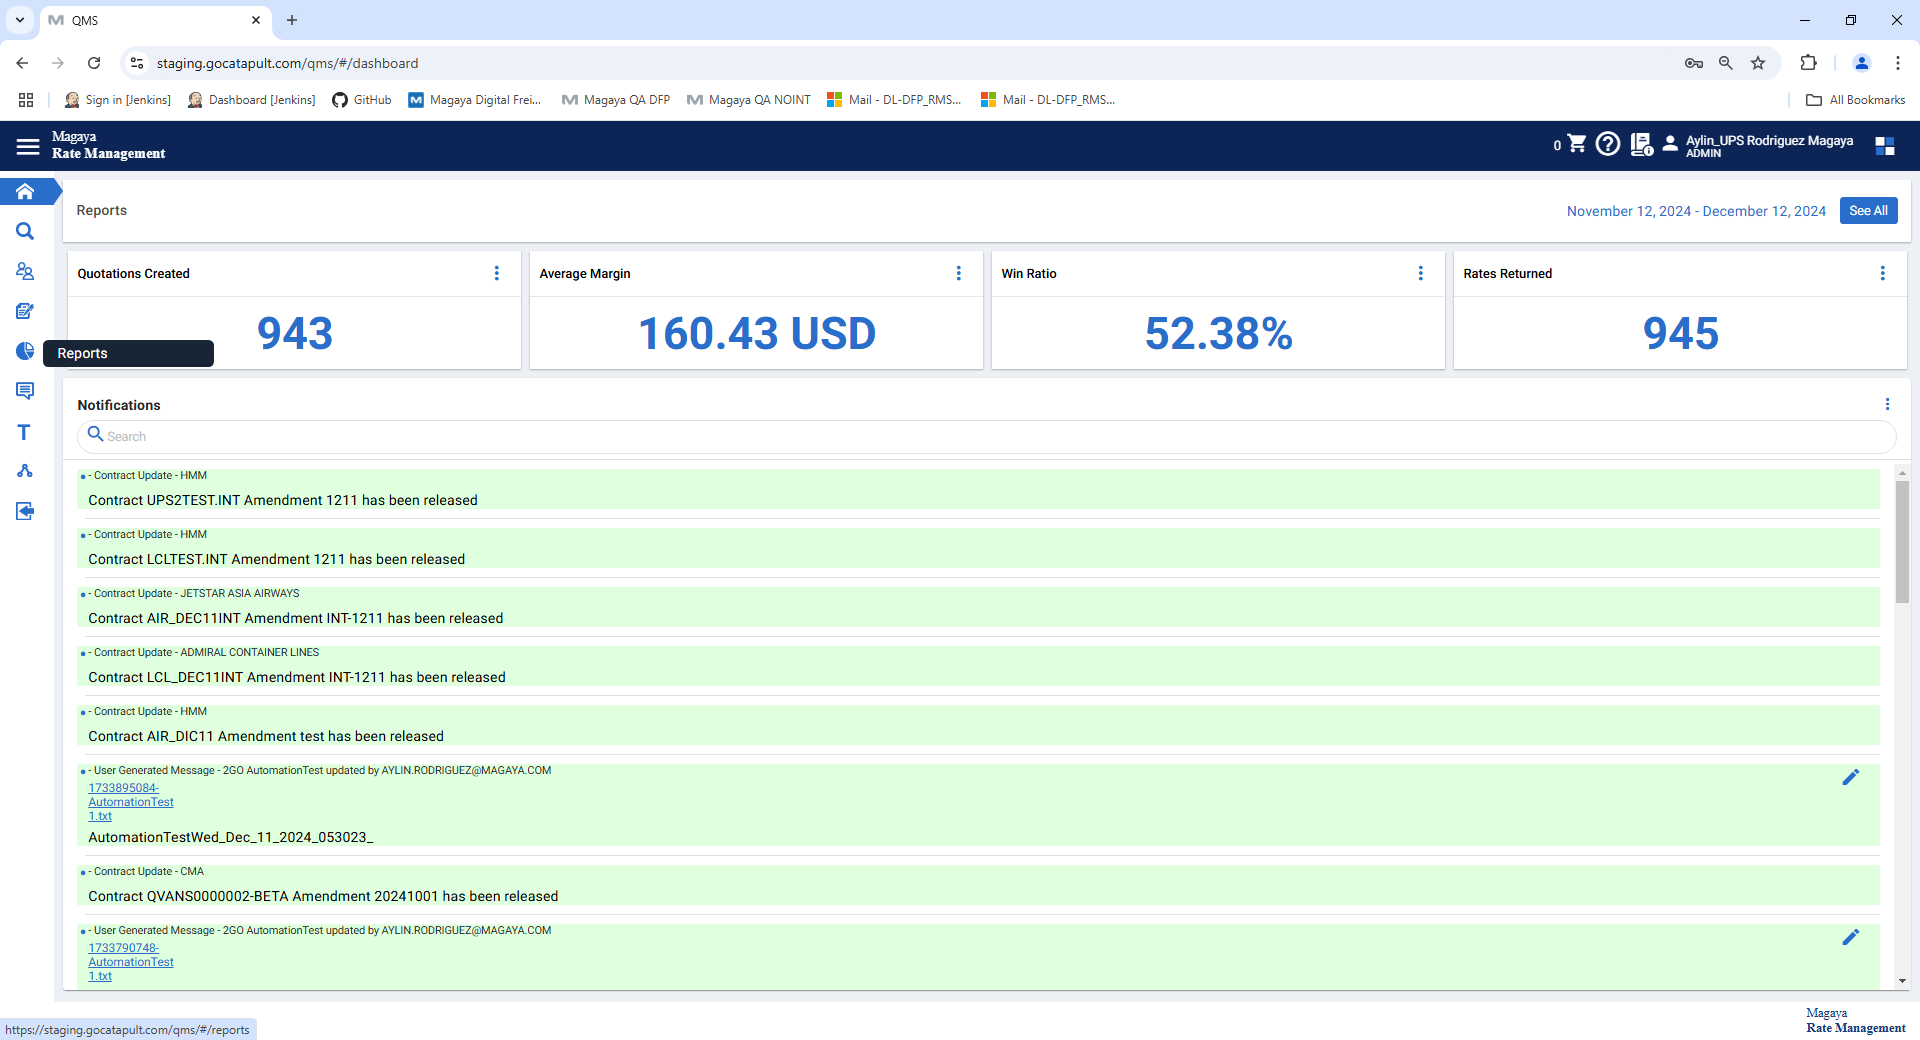 QMS
staging.gocatapult.com/qms/#/dashboard
Sign in [Jenkins]
Dashboard [Jenkins]
GitHub
Magaya Digital Frei...
Magaya QA DFP
Magaya QA NOINT
Mail - DL-DFP_RMS...
Mail - DL-DFP_RMS...
All Bookmarks
Magaya
Rate Management
0
Aylin_UPS Rodriguez Magaya
ADMIN
Reports
November 12, 2024 - December 12, 2024
See All
Quotations Created
943
Average Margin
160.43 USD
Win Ratio
52.38%
Rates Returned
945
Reports
Notifications
Search
- Contract Update - HMM
Contract UPS2TEST.INT Amendment 1211 has been released
- Contract Update - HMM
Contract LCLTEST.INT Amendment 1211 has been released
- Contract Update - JETSTAR ASIA AIRWAYS
Contract AIR_DEC11INT Amendment INT-1211 has been released
- Contract Update - ADMIRAL CONTAINER LINES
Contract LCL_DEC11INT Amendment INT-1211 has been released
- Contract Update - HMM
Contract AIR_DIC11 Amendment test has been released
- User Generated Message - 2GO AutomationTest updated by AYLIN.RODRIGUEZ@MAGAYA.COM
1733895084-
AutomationTest
1.txt
AutomationTestWed_Dec_11_2024_053023_
- Contract Update - CMA
Contract QVANS0000002-BETA Amendment 20241001 has been released
- User Generated Message - 2GO AutomationTest updated by AYLIN.RODRIGUEZ@MAGAYA.COM
1733790748-
AutomationTest
1.txt
https://staging.gocatapult.com/qms/#/reports
Magaya
Rate Management